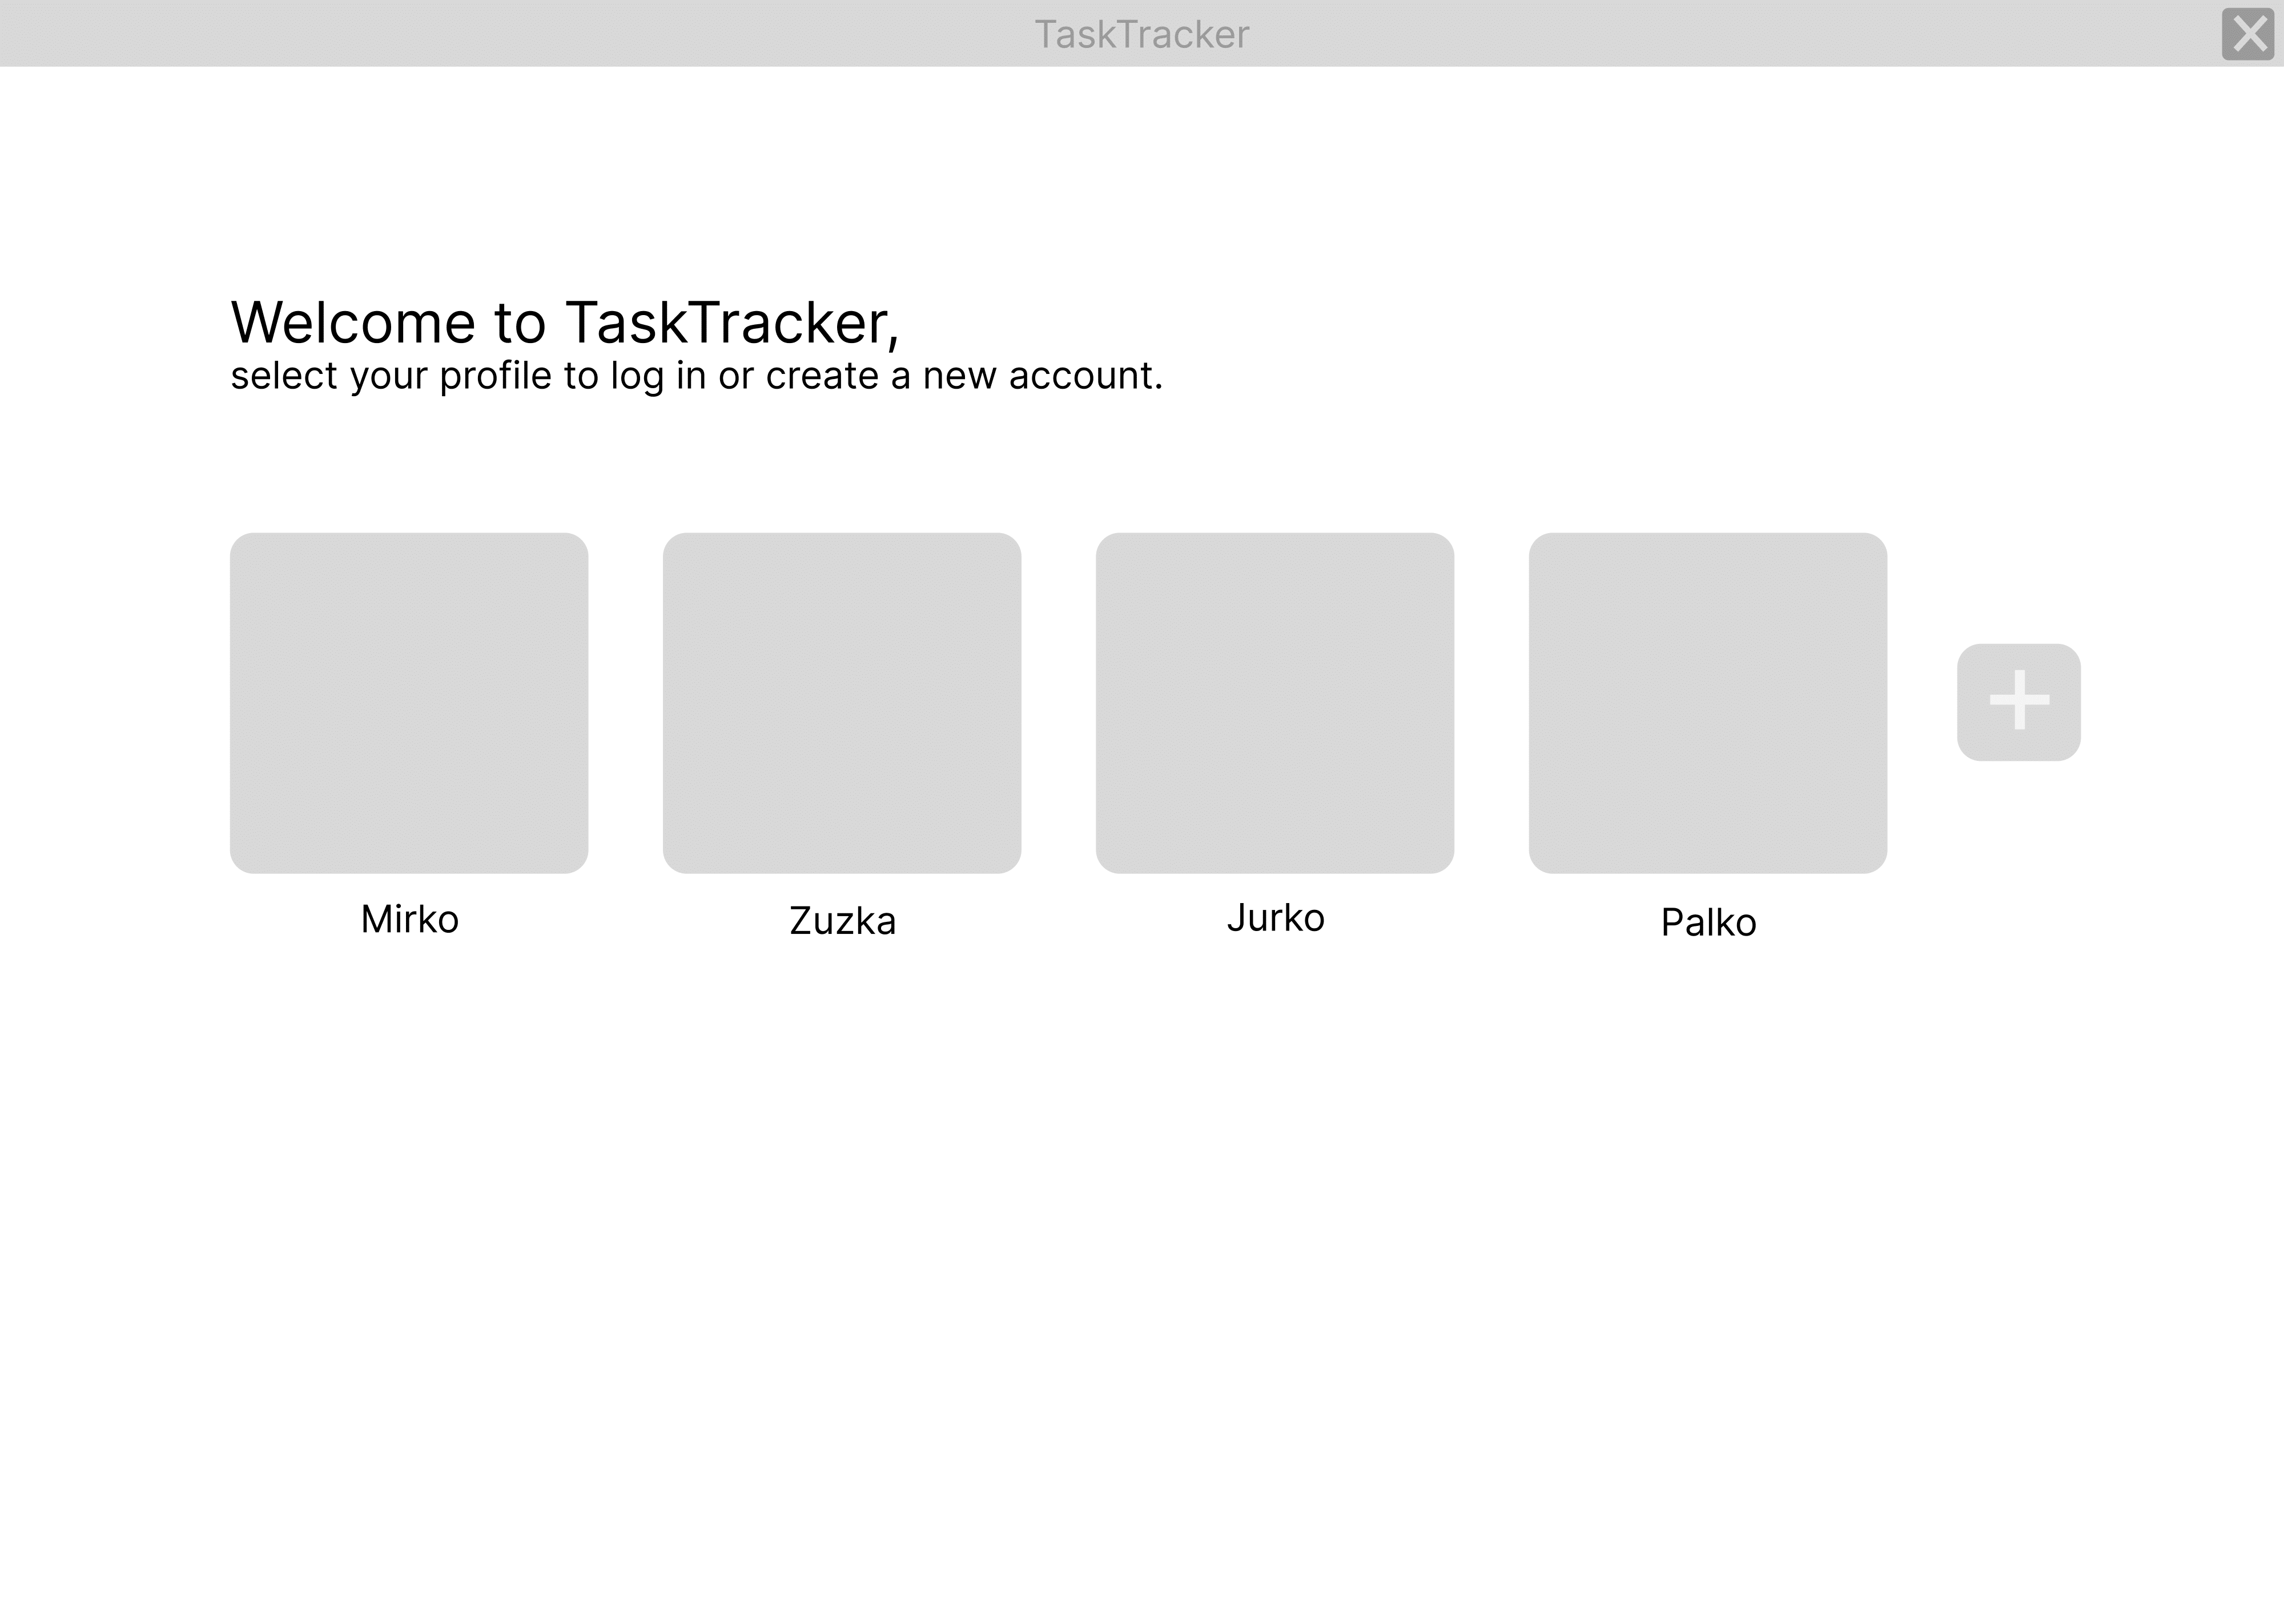 TaskTracker
Welcome to TaskTracker,
select your profile to log in or create a new account.
Mirko
Zuzka
Jurko
Palko